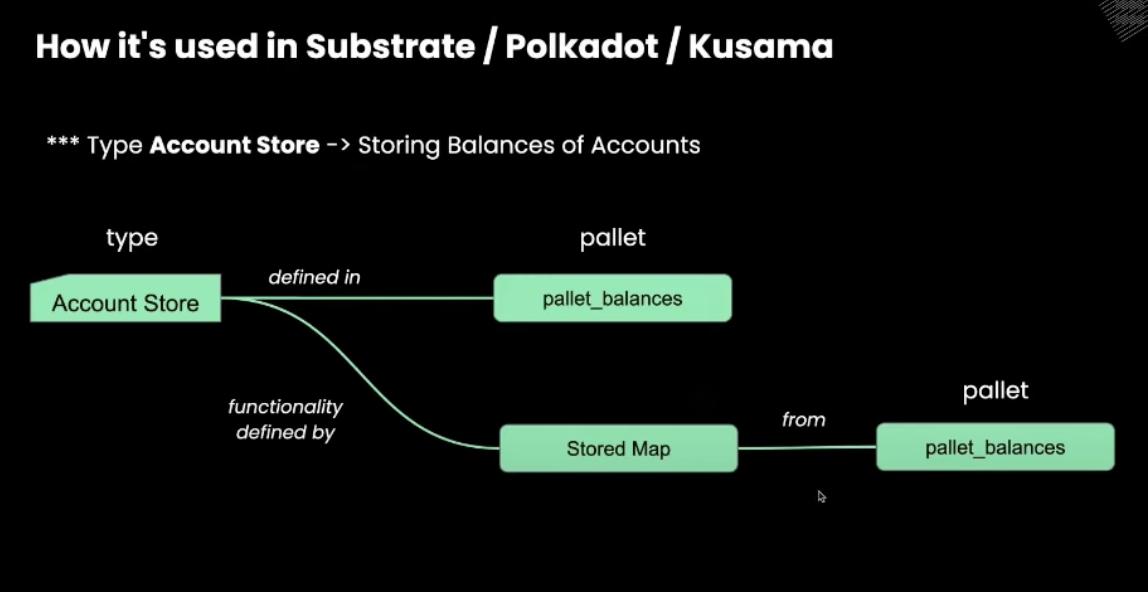 How it's used in Substrate / Polkadot / Kusama
*** Type Account Store -> Storing Balances of Accounts
type
pallet
Account Store
defined in
pallet_balances
functionality
defined by
Stored Map
from
pallet
pallet_balances